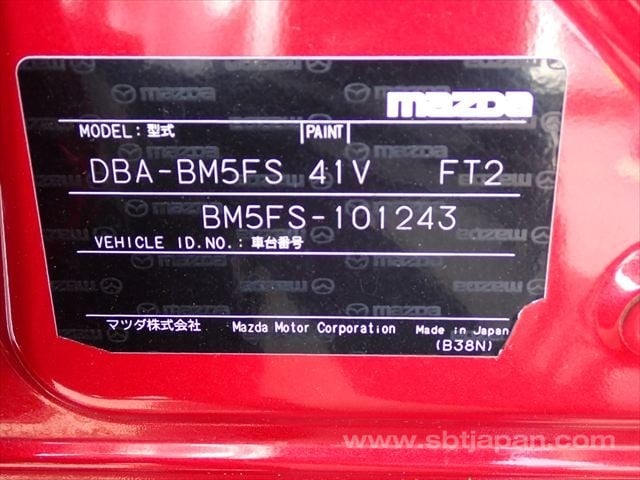 mazda
MODEL: 型式 PAINT
DBA-BM5FS 41V FT2
BM5FS-101243
VEHICLE ID.NO.: 車台番号
マツダ株式会社 Mazda Motor Corporation Made in Japan
(B38N)
www.sbtjapan.com